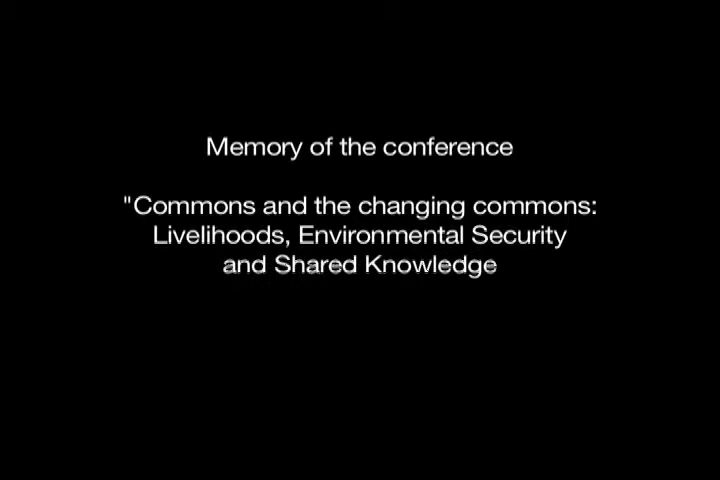 Memory of the conference
"Commons and the changing commons:
Livelihoods, Environmental Security
and Shared Knowledge